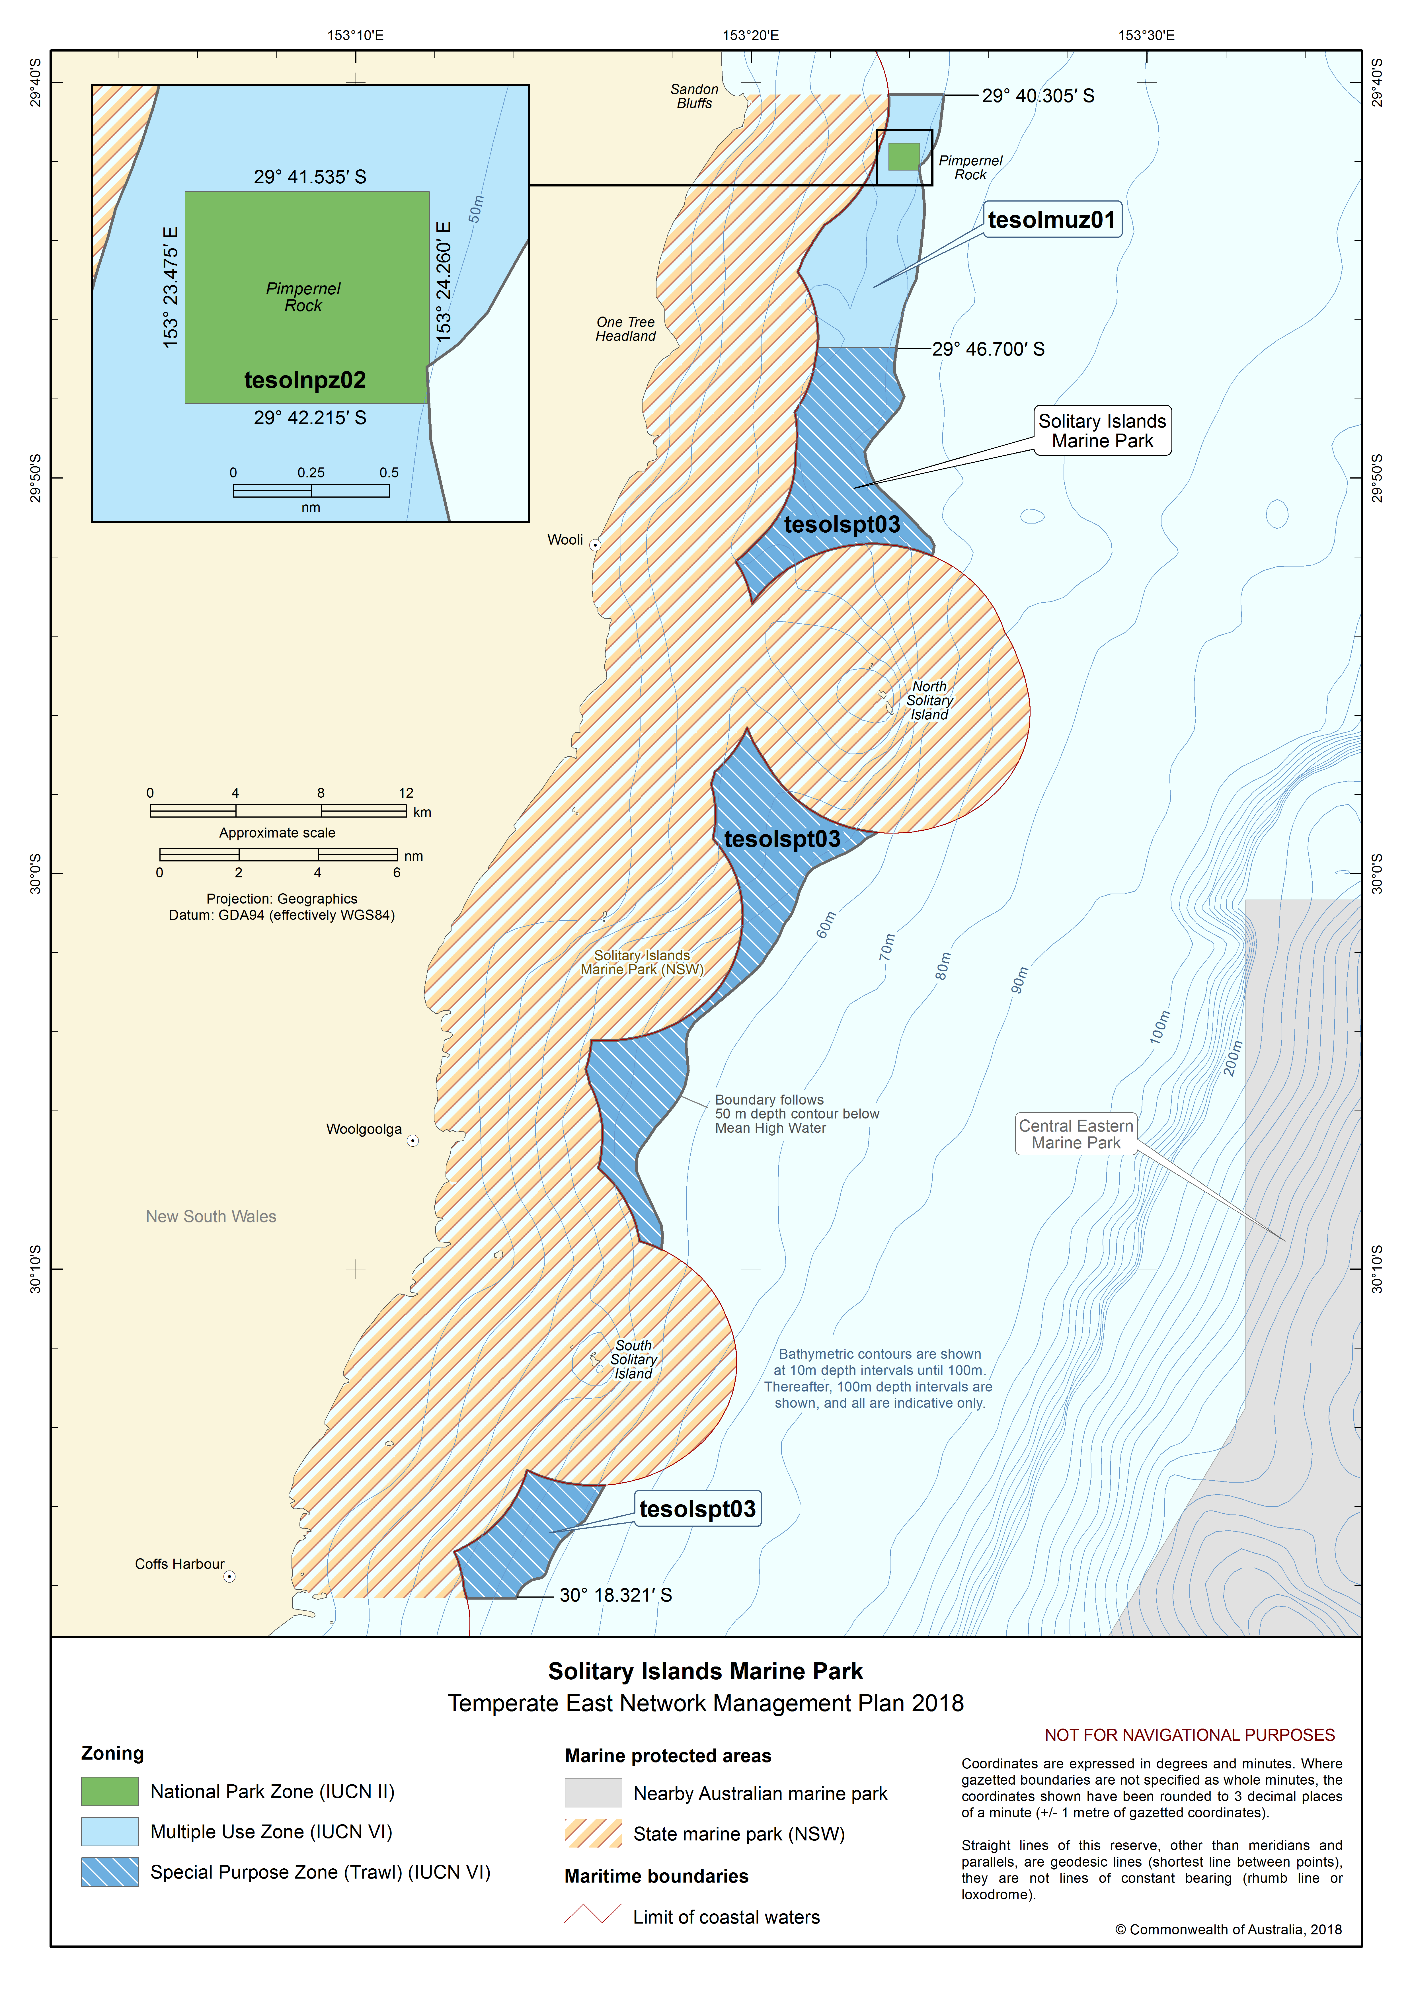 153°10'E
153°20'E
153°30'E
29°40'S
29°40'S
Sandon
Bluffs
29° 40.305' S
Pimpernel
Rock
29° 41.535' S
153° 23.475' E
153° 24.260' E
50m
Pimpernel
Rock
tesolnpz02
29° 42.215' S
0 0.25 0.5
nm
tesolmuz01
One Tree
Headland
29° 46.700' S
Solitary Islands
Marine Park
29°50'S
29°50'S
tesolspt03
Wooli
North
Solitary
Island
0 4 8 12
km
Approximate scale
nm
0 2 4 6
Projection: Geographics
Datum: GDA94 (effectively WGS84)
tesolspt03
30°0'S
30°0'S
60m
70m
80m
90m
100m
200m
Solitary Islands
Marine Park (NSW)
Boundary follows
50 m depth contour below
Mean High Water
Central Eastern
Marine Park
Woolgoolga
New South Wales
30°10'S
30°10'S
South
Solitary
Island
Bathymetric contours are shown
at 10m depth intervals until 100m.
Thereafter, 100m depth intervals are
shown, and all are indicative only.
tesolspt03
Coffs Harbour
30° 18.321' S
Solitary Islands Marine Park
Temperate East Network Management Plan 2018
Zoning
National Park Zone (IUCN II)
Multiple Use Zone (IUCN VI)
Special Purpose Zone (Trawl) (IUCN VI)
Marine protected areas
Nearby Australian marine park
State marine park (NSW)
Maritime boundaries
Limit of coastal waters
NOT FOR NAVIGATIONAL PURPOSES
Coordinates are expressed in degrees and minutes. Where
gazetted boundaries are not specified as whole minutes, the
coordinates shown have been rounded to 3 decimal places
of a minute (+/- 1 metre of gazetted coordinates).
Straight lines of this reserve, other than meridians and
parallels, are geodesic lines (shortest line between points),
they are not lines of constant bearing (rhumb line or
loxodrome).
© Commonwealth of Australia, 2018